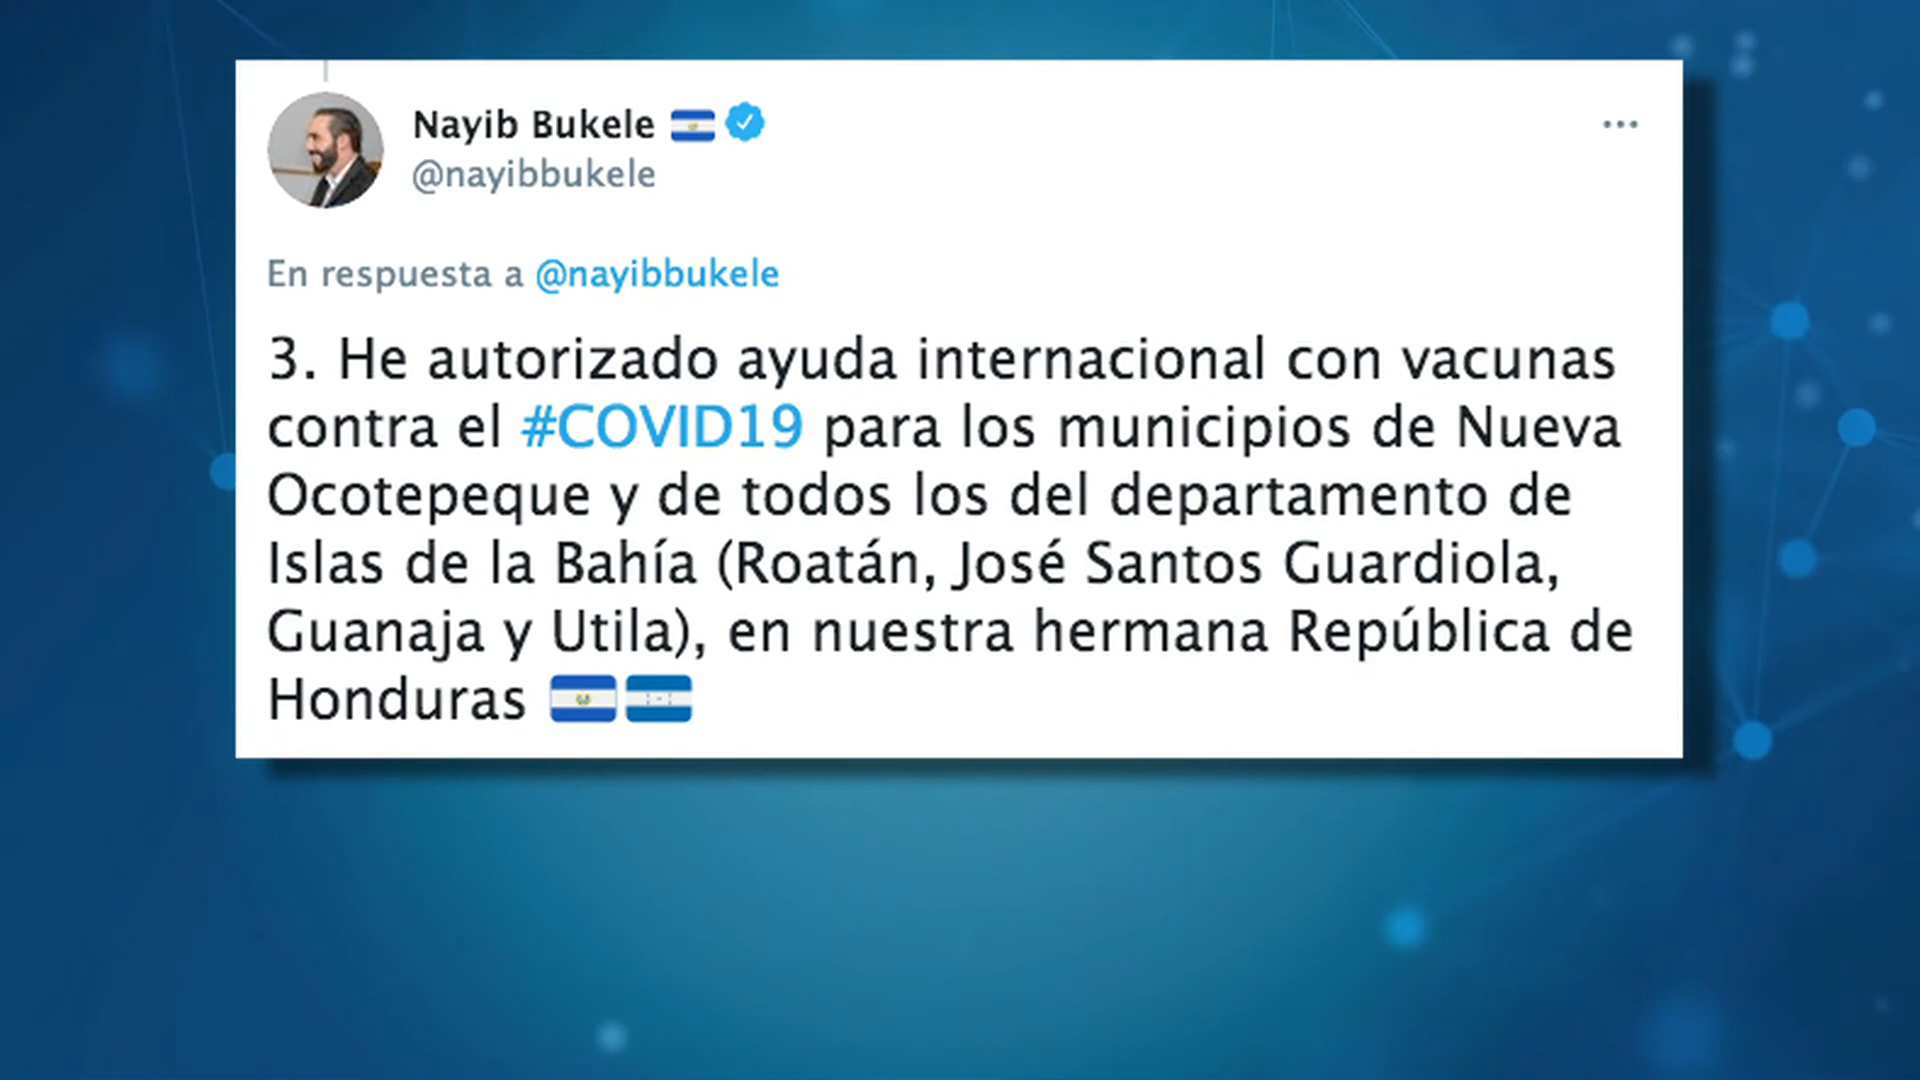 Nayib Bukele 🇸🇻
@nayibbukele
En respuesta a @nayibbukele
3. He autorizado ayuda internacional con vacunas
contra el #COVID19 para los municipios de Nueva
Ocotepeque y de todos los del departamento de
Islas de la Bahía (Roatán, José Santos Guardiola,
Guanaja y Utila), en nuestra hermana República de
Honduras 🇸🇻🇭🇳